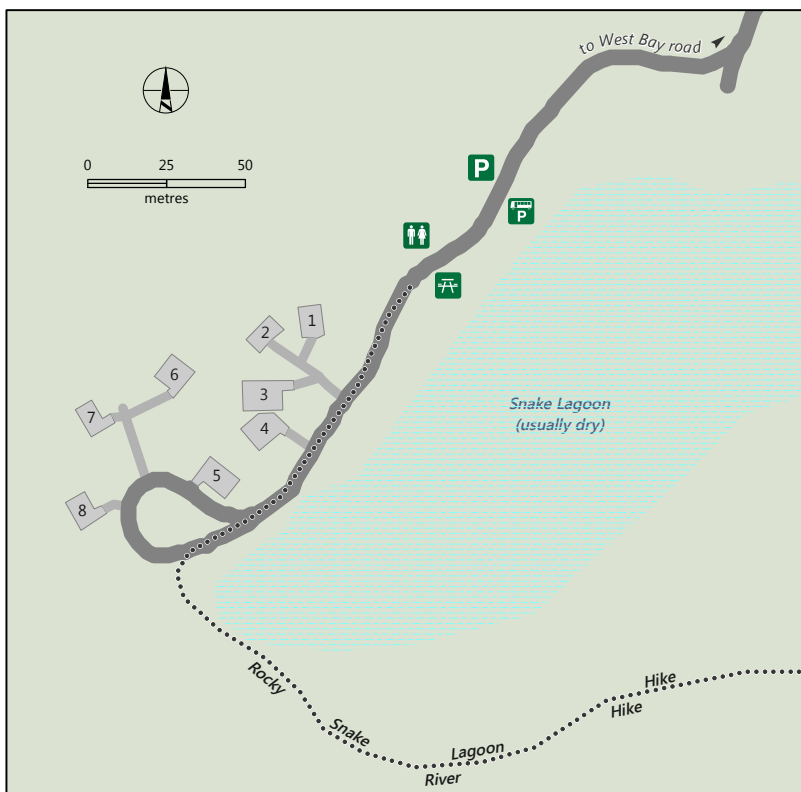 to West Bay road
0 25 50
metres
P
P
1
2
3
4
5
6
7
8
Snake Lagoon
(usually dry)
Rocky
Snake
Lagoon
River
Hike
Hike